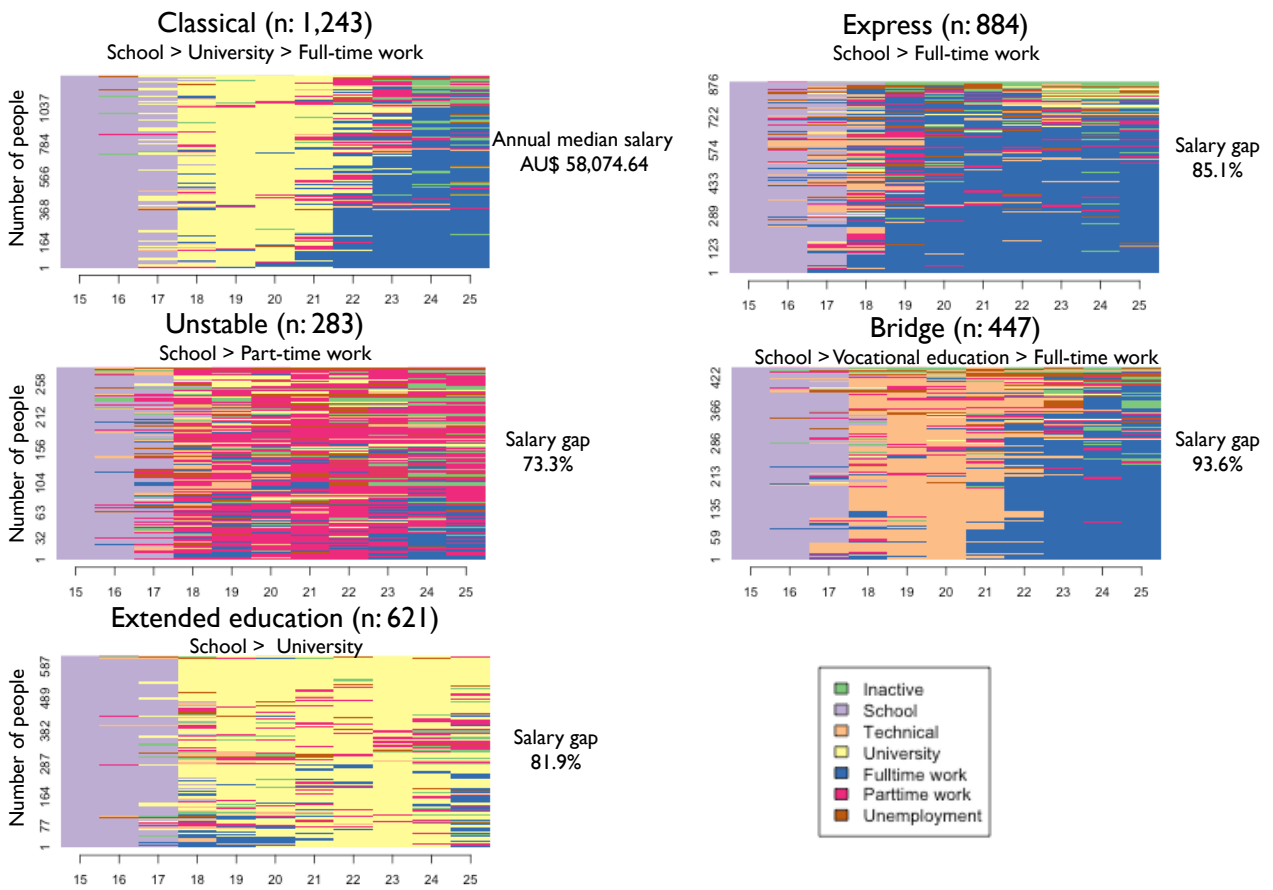 Classical (n: 1,243)
School > University > Full-time work
Number of people
1 164 368 566 784 1037
15 16 17 18 19 20 21 22 23 24 25
Annual median salary
AU$ 58,074.64
Express (n: 884)
School > Full-time work
1 123 289 433 574 722 876
15 16 17 18 19 20 21 22 23 24 25
Salary gap
85.1%
Unstable (n: 283)
School > Part-time work
Number of people
1 32 63 104 156 212 258
15 16 17 18 19 20 21 22 23 24 25
Salary gap
73.3%
Bridge (n: 447)
School > Vocational education > Full-time work
1 59 135 213 286 366 422
15 16 17 18 19 20 21 22 23 24 25
Salary gap
93.6%
Extended education (n: 621)
School > University
Number of people
1 77 164 287 382 489 587
15 16 17 18 19 20 21 22 23 24 25
Salary gap
81.9%
Inactive
School
Technical
University
Fulltime work
Parttime work
Unemployment